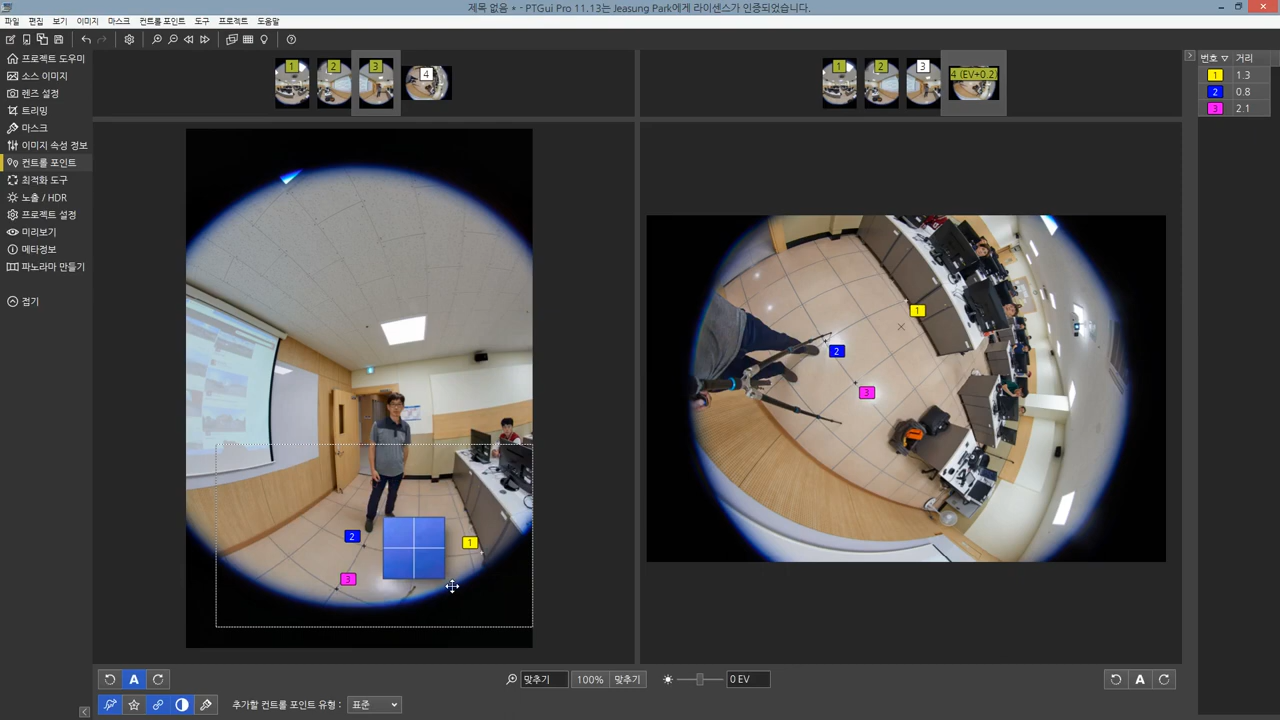 제목 없음 * - PTGui Pro 11.13는 Jeasung Park에게 라이센스가 인증되었습니다.
파일 편집 보기 이미지 마스크 컨트롤 포인트 도구 프로젝트 도움말
프로젝트 도우미
소스 이미지
렌즈 설정
트리밍
마스크
이미지 속성 정보
컨트롤 포인트
최적화 도구
노출 / HDR
프로젝트 설정
미리보기
메타정보
파노라마 만들기
접기
1 2 3 4
1 2 3 4 (EV+0.2
번호 거리
1 1.3
2 0.8
3 2.1
2 1 3
1 2 3
A 맞추기 100% 맞추기 0 EV A
A 추가할 컨트롤 포인트 유형 : 표준